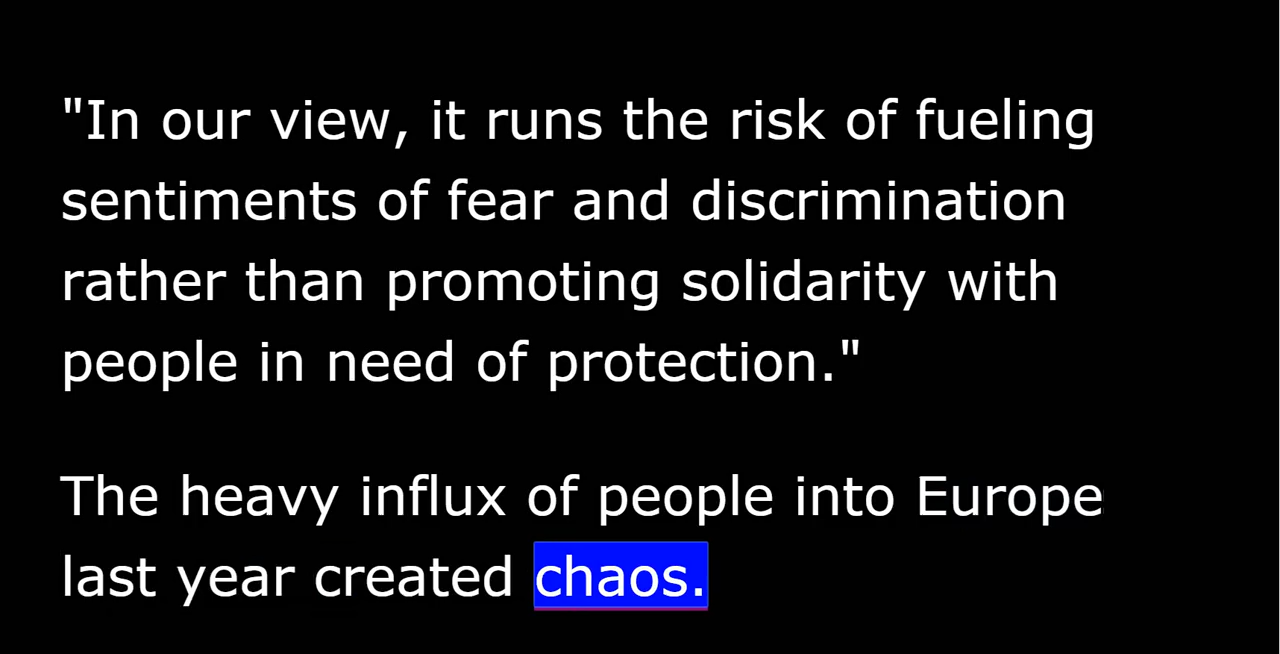 "In our view, it runs the risk of fueling
sentiments of fear and discrimination
rather than promoting solidarity with
people in need of protection."
The heavy influx of people into Europe
last year created chaos.